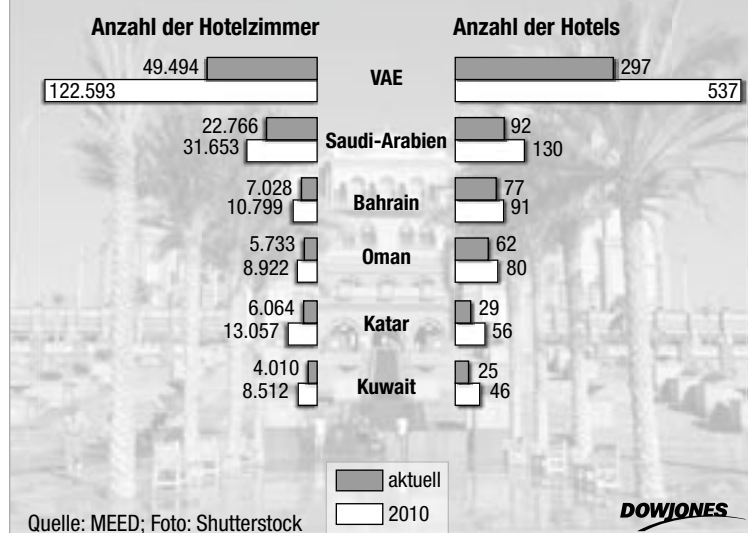 Anzahl der Hotelzimmer Anzahl der Hotels
49.494 VAE 297
122.593 537
22.766 Saudi-Arabien 92
31.653 130
7.028 Bahrain 77
10.799 91
5.733 Oman 62
8.922 80
6.064 Katar 29
13.057 56
4.010 Kuwait 25
8.512 46
aktuell
2010
Quelle: MEED; Foto: Shutterstock
DOWJONES